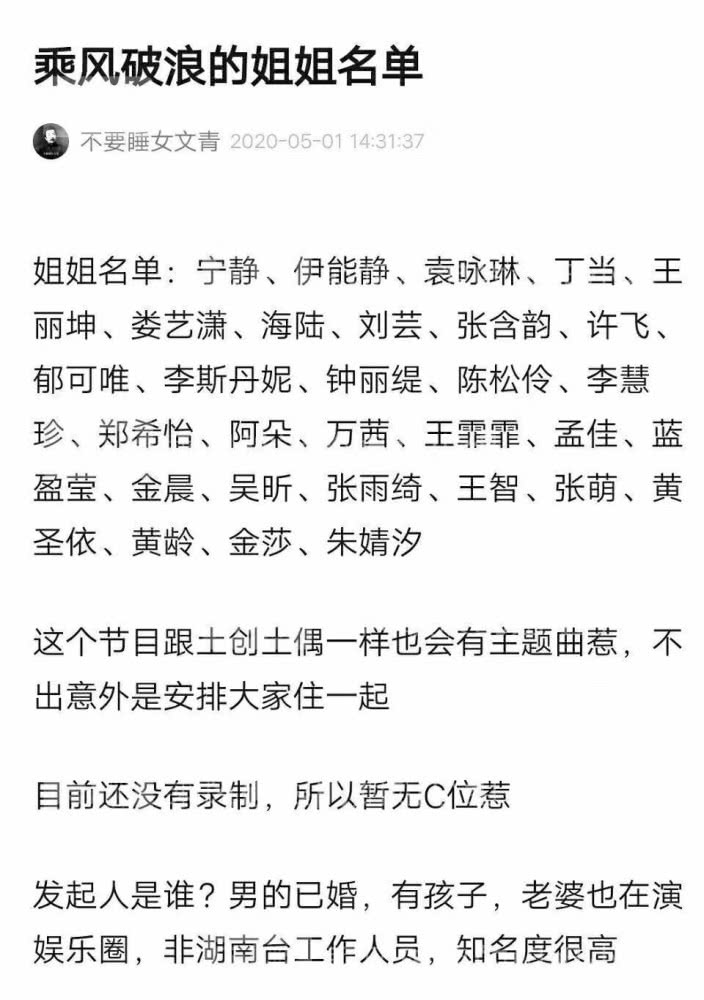 乘风破浪的姐姐名单
不要睡女文青 2020-05-01 14:31:37
姐姐名单：宁静、伊能静、袁咏琳、丁当、王
丽坤、娄艺潇、海陆、刘芸、张含韵、许飞、
郁可唯、李斯丹妮、钟丽缇、陈松伶、李慧
珍、郑希怡、阿朵、万茜、王霏霏、孟佳、蓝
盈莹、金晨、吴昕、张雨绮、王智、张萌、黄
圣依、黄龄、金莎、朱婧汐
这个节目跟土创土偶一样也会有主题曲惹，不
出意外是安排大家住一起
目前还没有录制，所以暂无C位惹
发起人是谁？男的已婚，有孩子，老婆也在演
娱乐圈，非湖南台工作人员，知名度很高